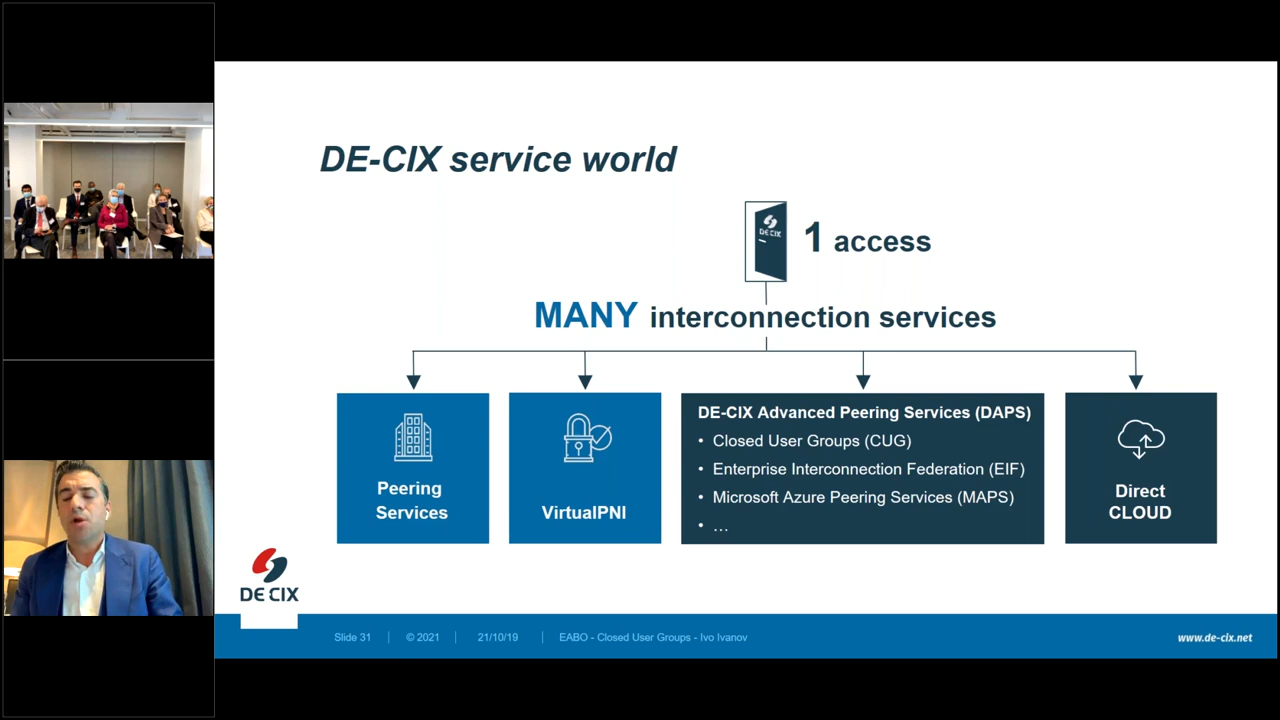 DE-CIX service world
DE CIX
1 access
MANY interconnection services
Peering
Services
VirtualPNI
DE-CIX Advanced Peering Services (DAPS)
• Closed User Groups (CUG)
• Enterprise Interconnection Federation (EIF)
• Microsoft Azure Peering Services (MAPS)
• …
Direct
CLOUD
DE CIX
Slide 31 | © 2021 | 21/10/19 | EABO - Closed User Groups - Ivo Ivanov
www.de-cix.net